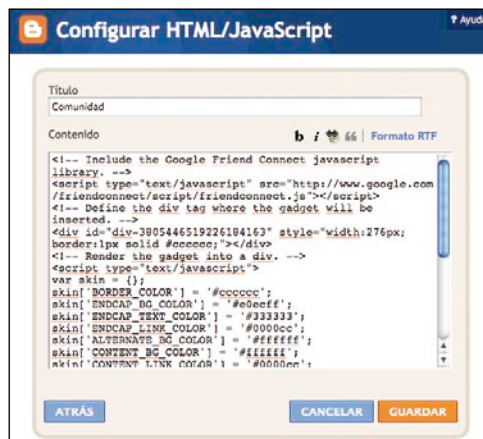 Configurar HTML/JavaScript
? Ayuda
Título
Comunidad
Contenido
b i “ Formato RTF
<!-- Include the Google Friend Connect javascript
library. -->
<script type="text/javascript" src="http://www.google.com
/friendconnect/script/friendconnect.js"></script>
<!-- Define the div tag where the gadget will be
inserted. -->
<div id="div-3805446519226184163" style="width:276px;
border:1px solid #cccccc;"></div>
<!-- Render the gadget into a div. -->
<script type="text/javascript">
var skin = {};
skin['BORDER_COLOR'] = '#cccccc';
skin['ENDCAP_BG_COLOR'] = '#e0ecff';
skin['ENDCAP_TEXT_COLOR'] = '#333333';
skin['ENDCAP_LINK_COLOR'] = '#0000cc';
skin['ALTERNATE_BG_COLOR'] = '#ffffff';
skin['CONTENT_BG_COLOR'] = '#ffffff';
skin['CONTENT_LINK_COLOR'] = '#0000cc';
ATRÁS
CANCELAR
GUARDAR